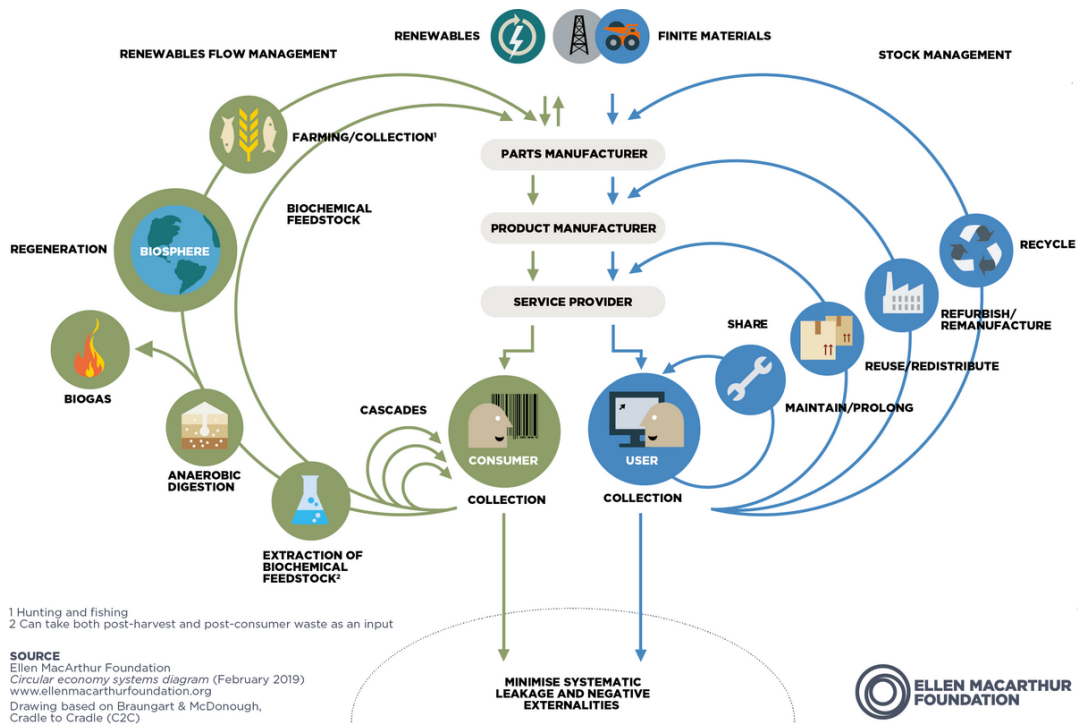 RENEWABLES
FINITE MATERIALS
RENEWABLES FLOW MANAGEMENT
STOCK MANAGEMENT
FARMING/COLLECTION¹
PARTS MANUFACTURER
BIOCHEMICAL
FEEDSTOCK
PRODUCT MANUFACTURER
REGENERATION
BIOSPHERE
RECYCLE
SERVICE PROVIDER
SHARE
REFURBISH/
REMANUFACTURE
REUSE/REDISTRIBUTE
BIOGAS
CASCADES
MAINTAIN/PROLONG
CONSUMER
USER
ANAEROBIC
DIGESTION
COLLECTION
COLLECTION
EXTRACTION OF
BIOCHEMICAL
FEEDSTOCK²
1 Hunting and fishing
2 Can take both post-harvest and post-consumer waste as an input
SOURCE
Ellen MacArthur Foundation
Circular economy systems diagram (February 2019)
www.ellenmacarthurfoundation.org
Drawing based on Braungart & McDonough,
Cradle to Cradle (C2C)
MINIMISE SYSTEMATIC
LEAKAGE AND NEGATIVE
EXTERNALITIES
ELLEN MACARTHUR
FOUNDATION